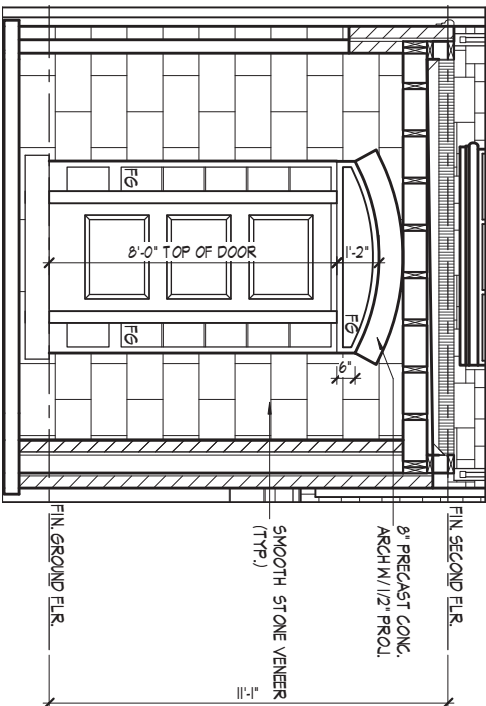 FIN. SECOND FLR.
8" PRECAST CONC.
ARCH W/ 1/2" PROJ.
1'-2"
FG
6"
8'-0" TOP OF DOOR
FG
FG
SMOOTH STONE VENEER
(TYP.)
11'-1"
FIN. GROUND FLR.